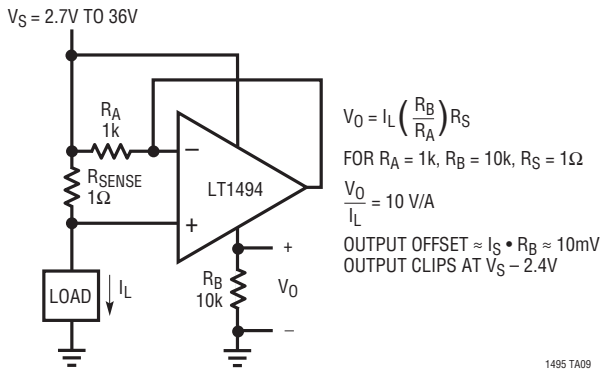 V_S = 2.7V TO 36V
R_A
1k
R_SENSE
1Ω
−
+
LT1494
LOAD
I_L
R_B
10k
+
V_O
−
V_O = I_L (R_B / R_A) R_S
FOR R_A = 1k, R_B = 10k, R_S = 1Ω
V_O / I_L = 10 V/A
OUTPUT OFFSET ≈ I_S • R_B ≈ 10mV
OUTPUT CLIPS AT V_S – 2.4V
1495 TA09